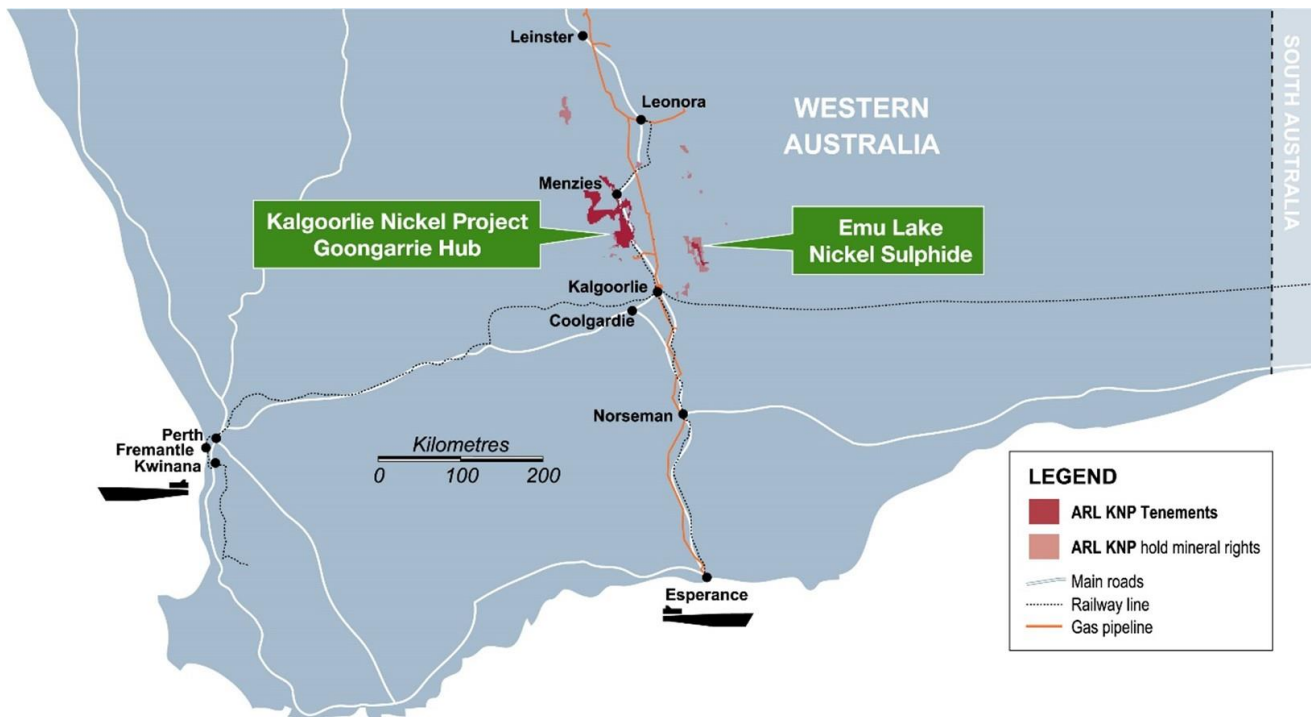 Leinster
Leonora
WESTERN
AUSTRALIA
SOUTH AUSTRALIA
Menzies
Kalgoorlie Nickel Project
Goongarrie Hub
Emu Lake
Nickel Sulphide
Kalgoorlie
Coolgardie
Norseman
Perth
Fremantle
Kwinana
Kilometres
0 100 200
Esperance
LEGEND
ARL KNP Tenements
ARL KNP hold mineral rights
Main roads
Railway line
Gas pipeline